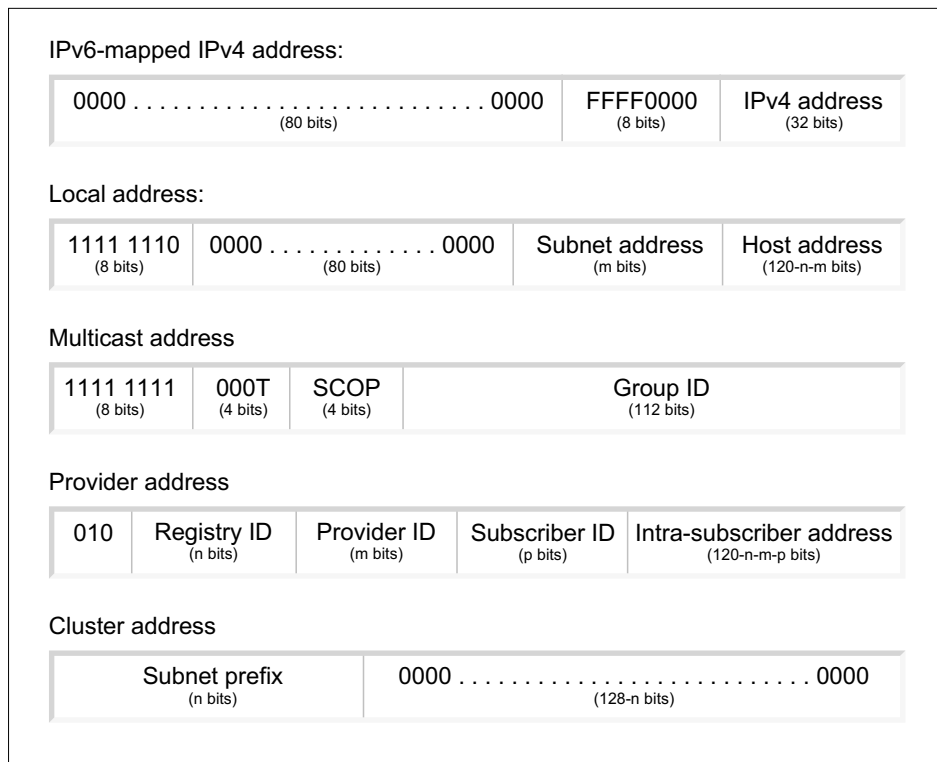 IPv6-mapped IPv4 address:
0000 . . . . . . . . . . . . . . . . . . . . . . . . . . . 0000 FFFF0000 IPv4 address
(80 bits) (8 bits) (32 bits)
Local address:
1111 1110 0000 . . . . . . . . . . . . . 0000 Subnet address Host address
(8 bits) (80 bits) (m bits) (120-n-m bits)
Multicast address
1111 1111 000T SCOP Group ID
(8 bits) (4 bits) (4 bits) (112 bits)
Provider address
010 Registry ID Provider ID Subscriber ID Intra-subscriber address
(n bits) (m bits) (p bits) (120-n-m-p bits)
Cluster address
Subnet prefix 0000 . . . . . . . . . . . . . . . . . . . . . . . . . . . 0000
(n bits) (128-n bits)